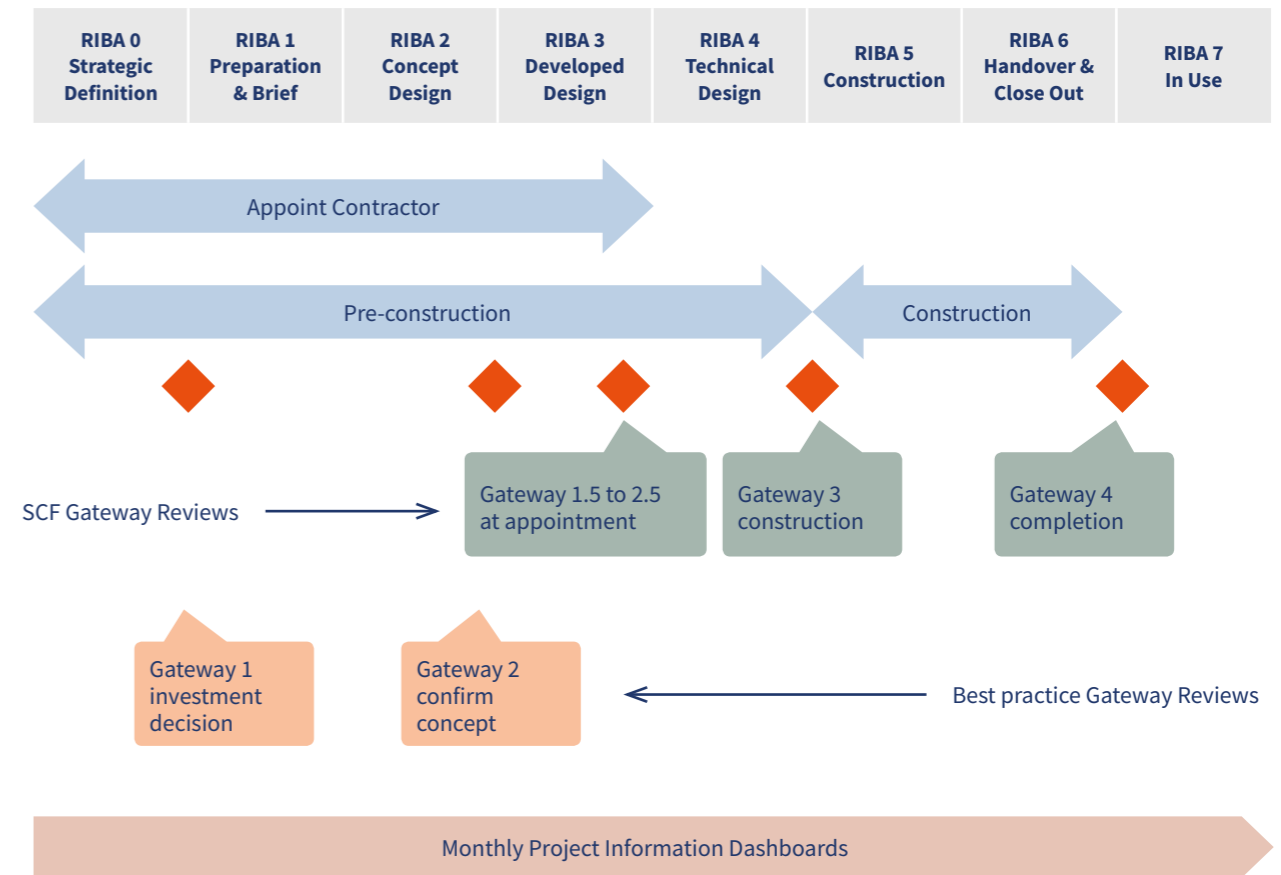 RIBA 0
Strategic
Definition
RIBA 1
Preparation
& Brief
RIBA 2
Concept
Design
RIBA 3
Developed
Design
RIBA 4
Technical
Design
RIBA 5
Construction
RIBA 6
Handover &
Close Out
RIBA 7
In Use
Appoint Contractor
Pre-construction
Construction
SCF Gateway Reviews
Gateway 1.5 to 2.5
at appointment
Gateway 3
construction
Gateway 4
completion
Gateway 1
investment
decision
Gateway 2
confirm
concept
Best practice Gateway Reviews
Monthly Project Information Dashboards